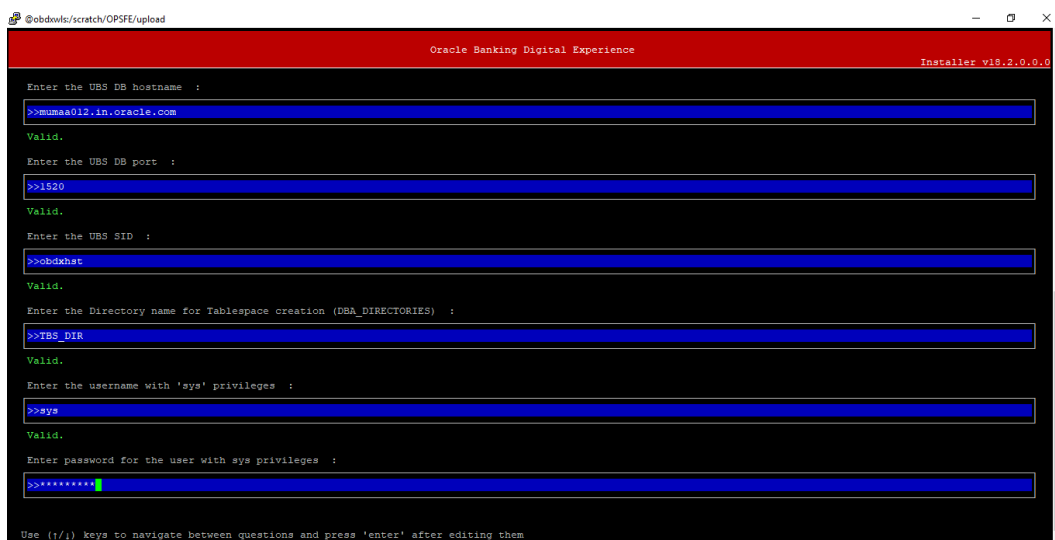 @obdxwls:/scratch/OPSFE/upload
Oracle Banking Digital Experience
Installer v18.2.0.0.0
Enter the UBS DB hostname :
>>mumaa012.in.oracle.com
Valid.
Enter the UBS DB port :
>>1520
Valid.
Enter the UBS SID :
>>obdxhst
Valid.
Enter the Directory name for Tablespace creation (DBA_DIRECTORIES) :
>>TBS_DIR
Valid.
Enter the username with 'sys' privileges :
>>sys
Valid.
Enter password for the user with sys privileges :
>>*********
Use (↑/↓) keys to navigate between questions and press 'enter' after editing them